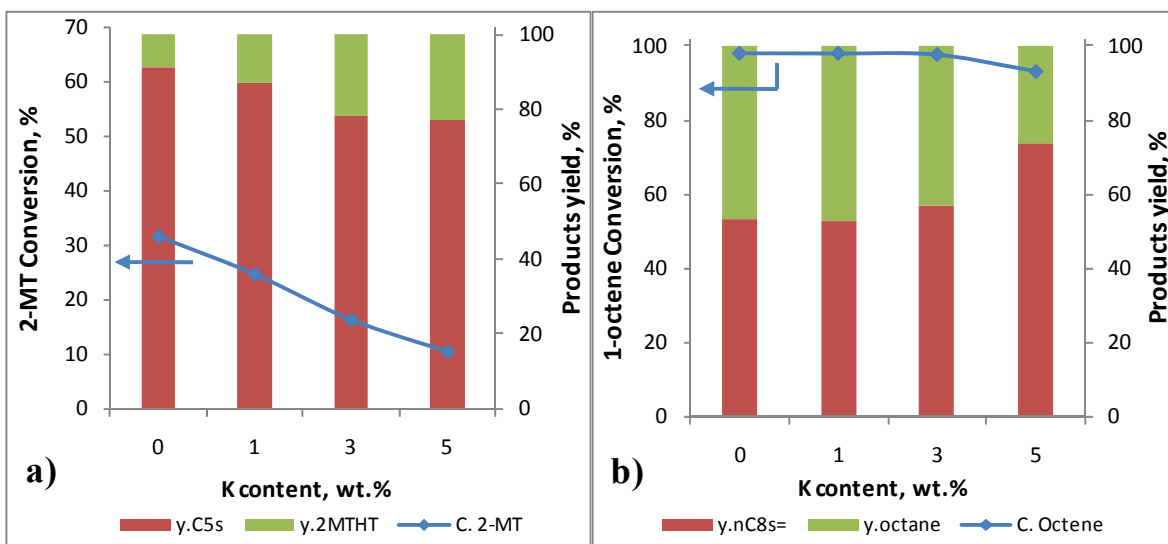 70
60
50
40
30
20
10
0
2-MT Conversion, %
100
80
60
40
20
0
Products yield, %
0 1 3 5
K content, wt.%
a)
y.C5s y.2MTHT C. 2-MT
100
80
60
40
20
0
1-octene Conversion, %
100
80
60
40
20
0
Products yield, %
0 1 3 5
K content, wt.%
b)
y.nC8s= y.octane C. Octene